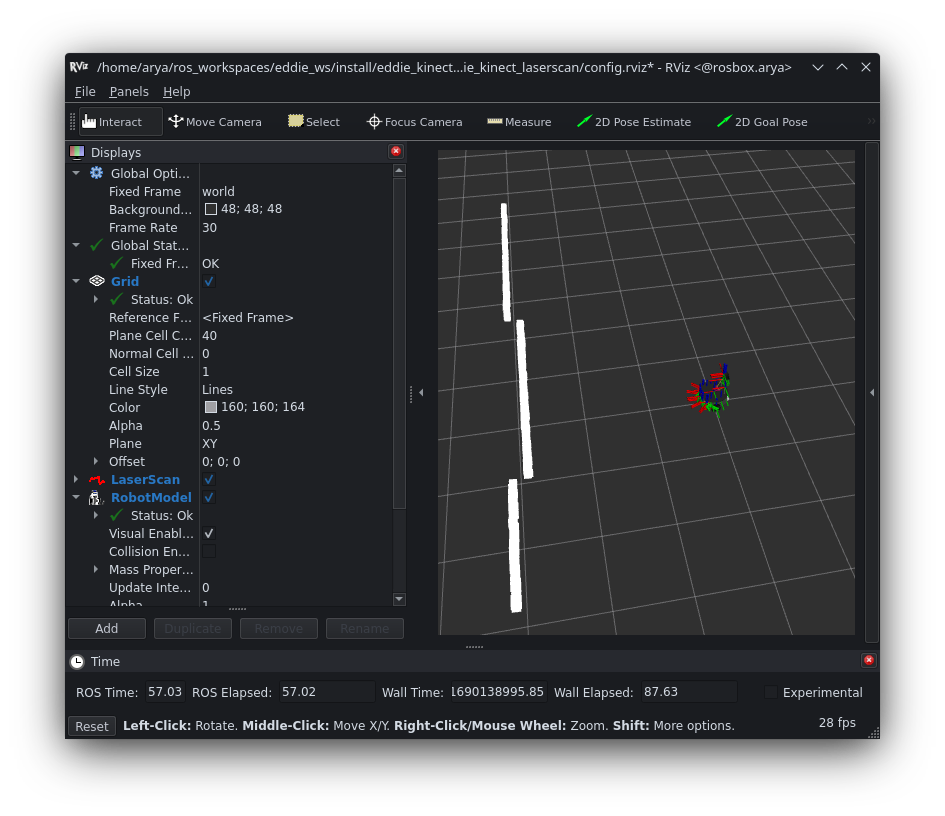 RViz /home/arya/ros_workspaces/eddie_ws/install/eddie_kinect...ie_kinect_laserscan/config.rviz* - RViz <@rosbox.arya>
File Panels Help
Interact Move Camera Select Focus Camera Measure 2D Pose Estimate 2D Goal Pose
Displays
Global Opti...
Fixed Frame world
Background... 48; 48; 48
Frame Rate 30
Global Stat...
Fixed Fr... OK
Grid
Status: Ok
Reference F... <Fixed Frame>
Plane Cell C... 40
Normal Cell ... 0
Cell Size 1
Line Style Lines
Color 160; 160; 164
Alpha 0.5
Plane XY
Offset 0; 0; 0
LaserScan
RobotModel
Status: Ok
Visual Enabl...
Collision En...
Mass Proper...
Update Inte... 0
Alpha 1
Add Duplicate Remove Rename
Time
ROS Time: 57.03 ROS Elapsed: 57.02 Wall Time: 1690138995.85 Wall Elapsed: 87.63 Experimental
Reset Left-Click: Rotate. Middle-Click: Move X/Y. Right-Click/Mouse Wheel: Zoom. Shift: More options. 28 fps